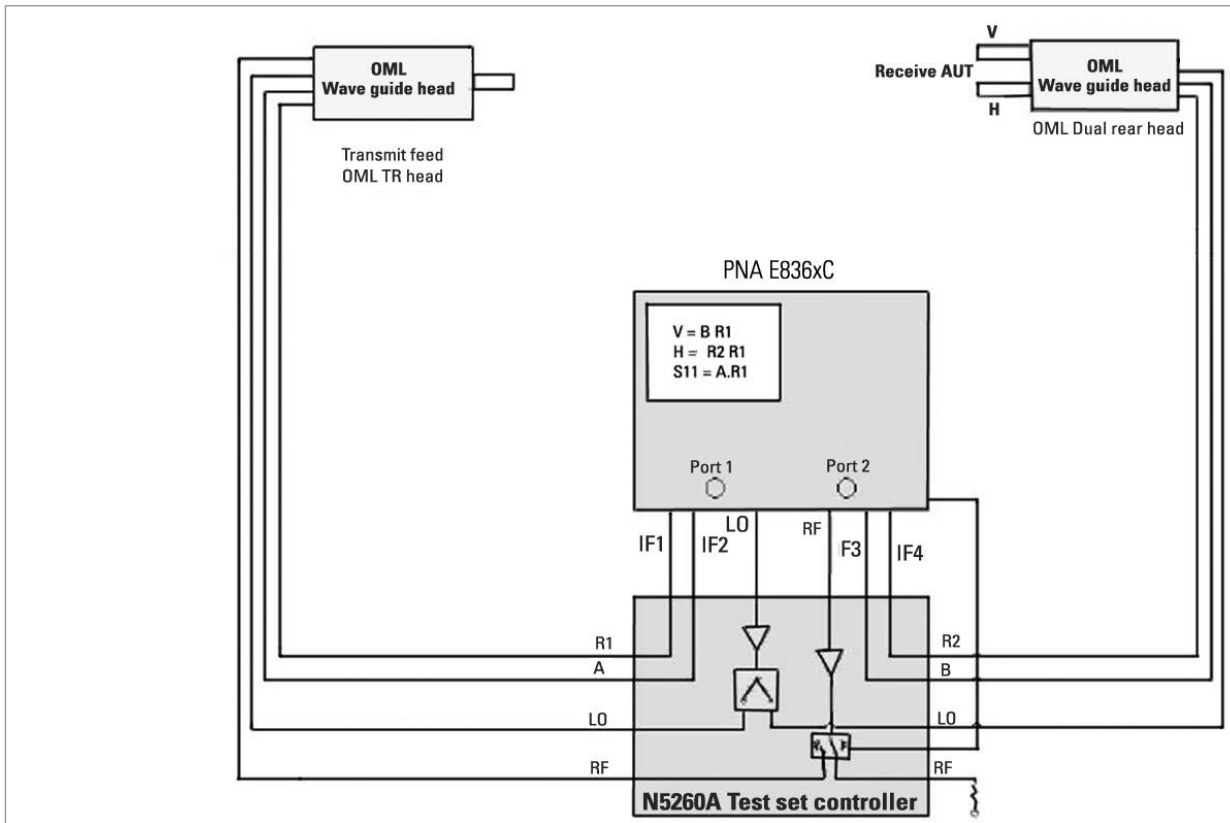 OML
Wave guide head
Transmit feed
OML TR head
V
Receive AUT
H
OML
Wave guide head
OML Dual rear head
PNA E836xC
V = B R1
H = R2 R1
S11 = A.R1
Port 1
Port 2
IF1
IF2
LO
RF
F3
IF4
R1
A
LO
RF
R2
B
LO
RF
N5260A Test set controller